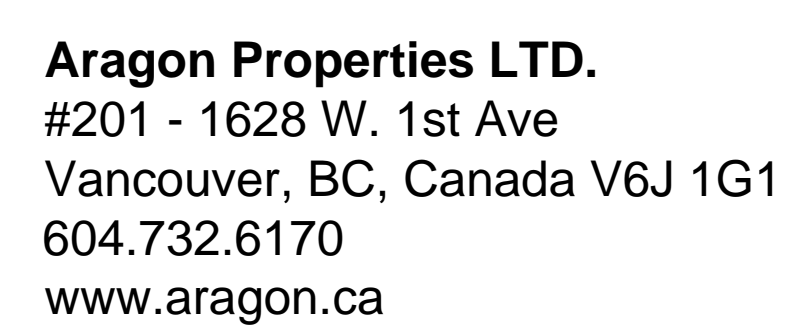 Aragon Properties LTD.
#201 - 1628 W. 1st Ave
Vancouver, BC, Canada V6J 1G1
604.732.6170
www.aragon.ca